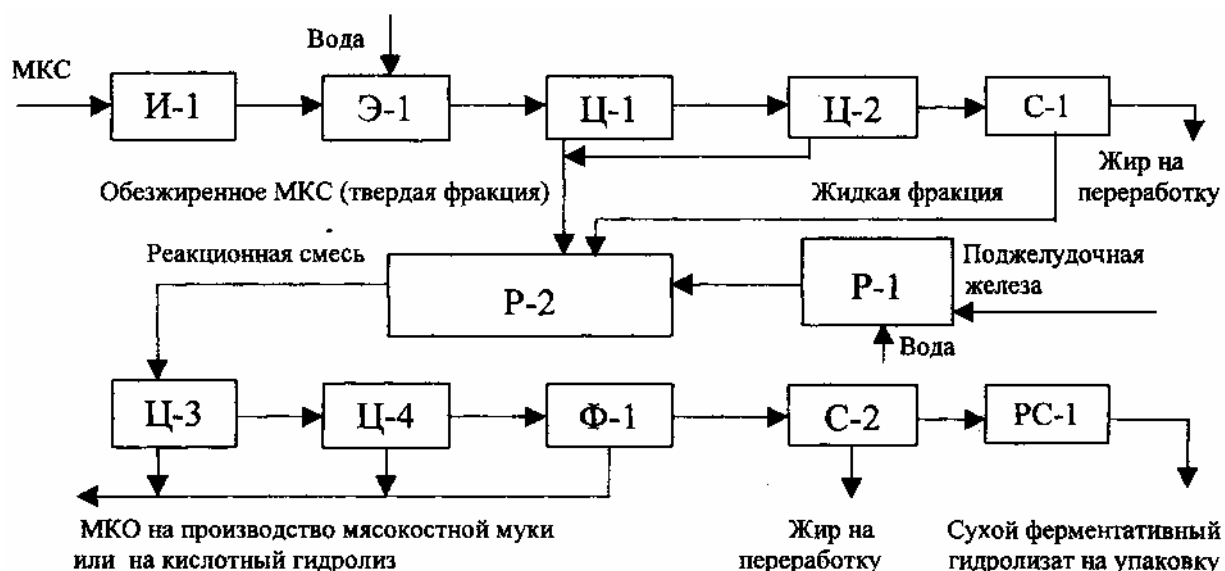 Вода
МКС
И-1
Э-1
Ц-1
Ц-2
С-1
Жир на
переработку
Обезжиренное МКС (твердая фракция)
Жидкая фракция
Реакционная смесь
Р-2
Р-1
Поджелудочная
железа
Вода
Ц-3
Ц-4
Ф-1
С-2
РС-1
МКО на производство мясокостной муки
или на кислотный гидролиз
Жир на
переработку
Сухой ферментативный
гидролизат на упаковку